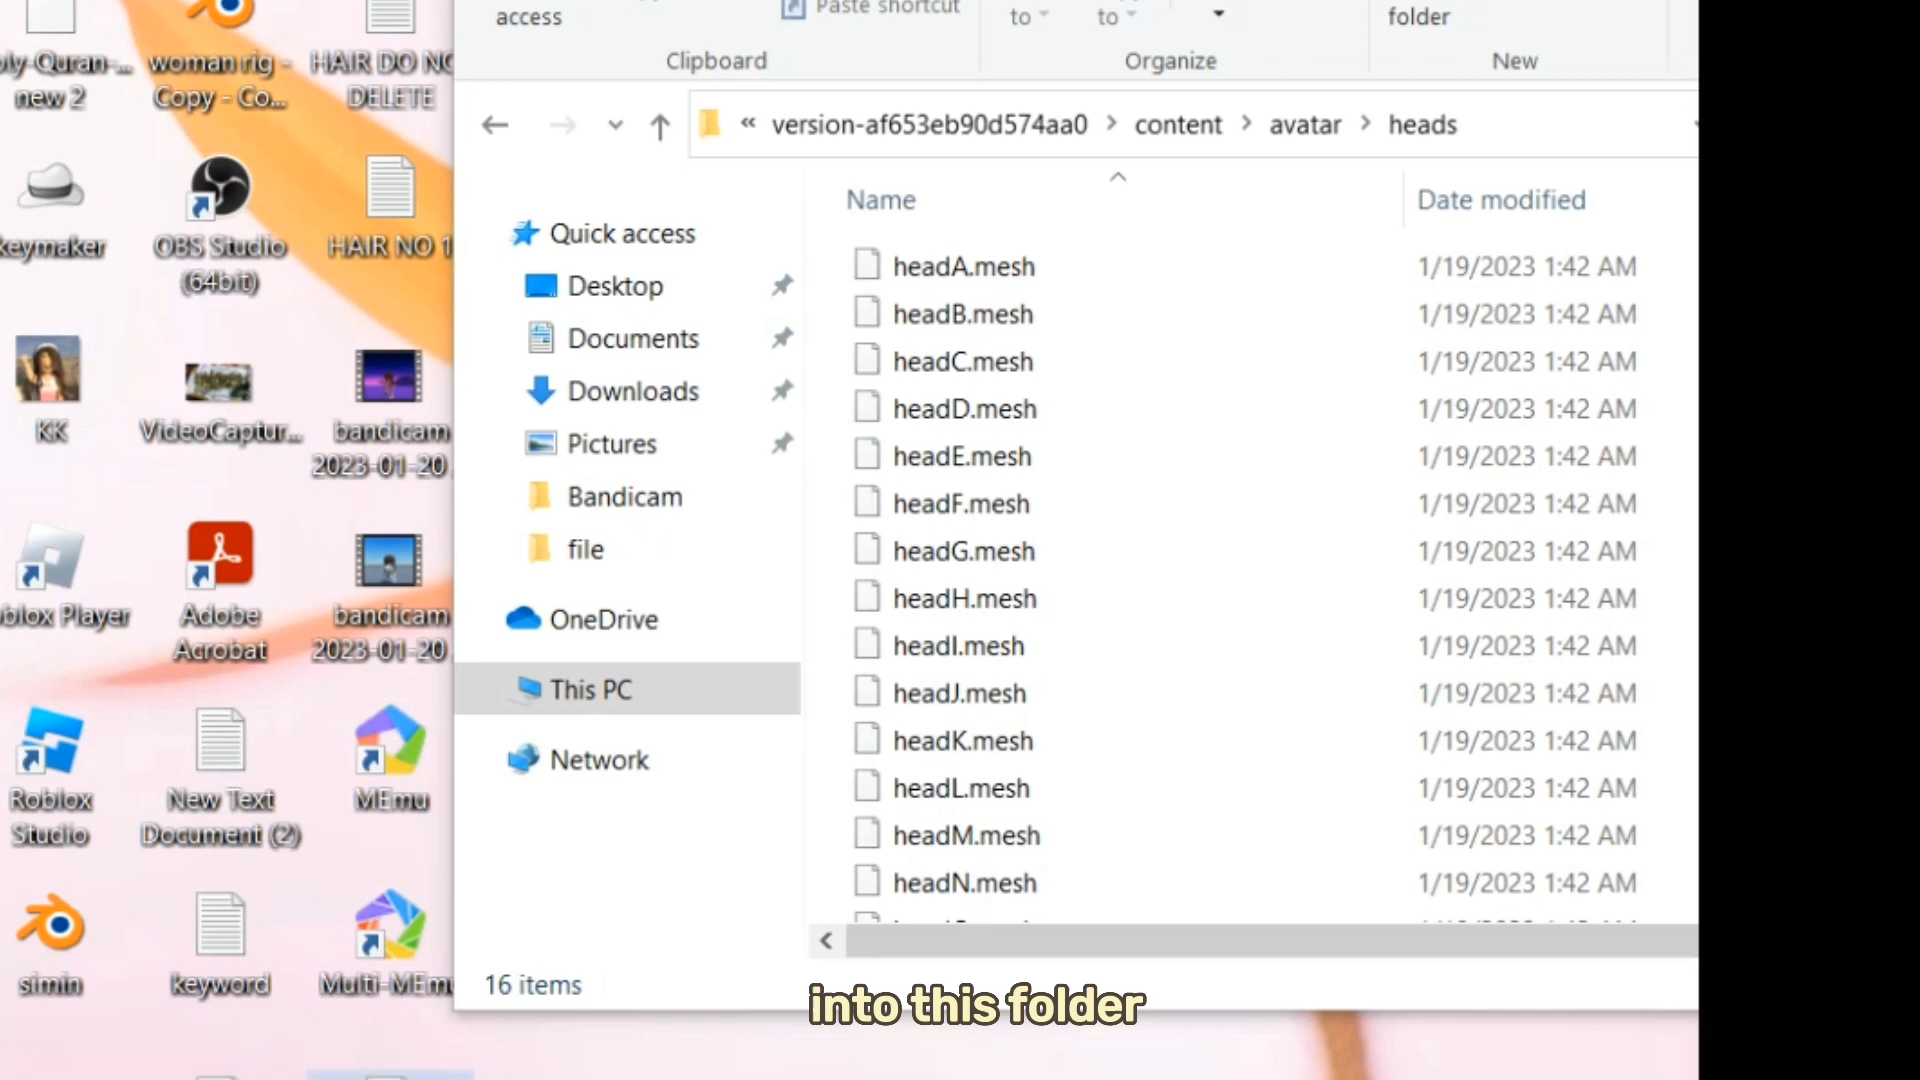 access
Paste shortcut
to
to
folder
Clipboard
Organize
New
version-af653eb90d574aa0 > content > avatar > heads
Name
Date modified
Quick access
Desktop
Documents
Downloads
Pictures
Bandicam
file
OneDrive
This PC
Network
headA.mesh 1/19/2023 1:42 AM
headB.mesh 1/19/2023 1:42 AM
headC.mesh 1/19/2023 1:42 AM
headD.mesh 1/19/2023 1:42 AM
headE.mesh 1/19/2023 1:42 AM
headF.mesh 1/19/2023 1:42 AM
headG.mesh 1/19/2023 1:42 AM
headH.mesh 1/19/2023 1:42 AM
headI.mesh 1/19/2023 1:42 AM
headJ.mesh 1/19/2023 1:42 AM
headK.mesh 1/19/2023 1:42 AM
headL.mesh 1/19/2023 1:42 AM
headM.mesh 1/19/2023 1:42 AM
headN.mesh 1/19/2023 1:42 AM
16 items
into this folder
oly-Quran-...
new 2
woman rig -
Copy - Co...
HAIR DO NO
DELETE
keymaker
OBS Studio
(64bit)
HAIR NO 1
KK
VideoCaptur...
bandicam
2023-01-20
oblox Player
Adobe
Acrobat
bandicam
2023-01-20
Roblox
Studio
New Text
Document (2)
MEmu
simin
keyword
Multi-MEmu